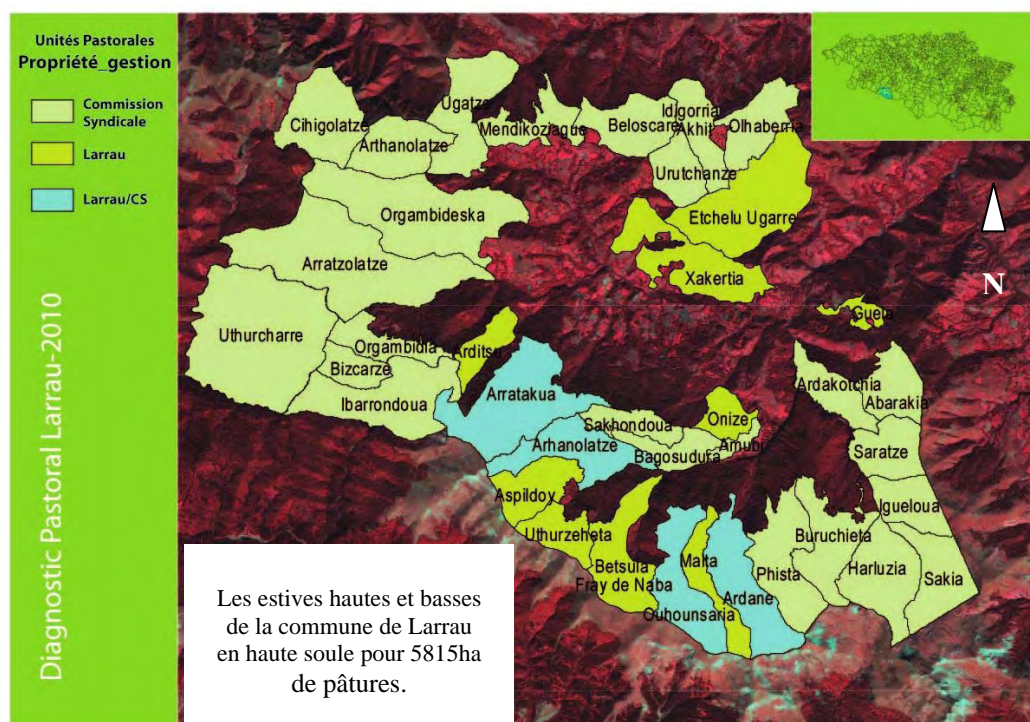 Unités Pastorales
Propriété_gestion
Commission
Syndicale
Larrau
Larrau/CS
Diagnostic Pastoral Larrau-2010
Ugatze
Cihigolatze
Mendikoziague
Arthanolatze
Idigorria
Beloscare
Akhit
Olhaberria
Urutchanze
Orgambideska
Etchelu Ugarre
Arratzolatze
Xakertia
N
Guela
Uthurcharre
Orgambidia
Arditsu
Bizcarze
Ardakotchia
Arratakua
Abarakia
Ibarrondoua
Sakhondoua
Onize
Arhanolatze
Amubi
Bagosudura
Saratze
Aspildoy
Igueloua
Uthurzeheta
Buruchieta
Betsula
Malta
Phista
Harluzia
Sakia
Fray de Naba
Ardane
Ouhounsaria
Les estives hautes et basses
de la commune de Larrau
en haute soule pour 5815ha
de pâtures.